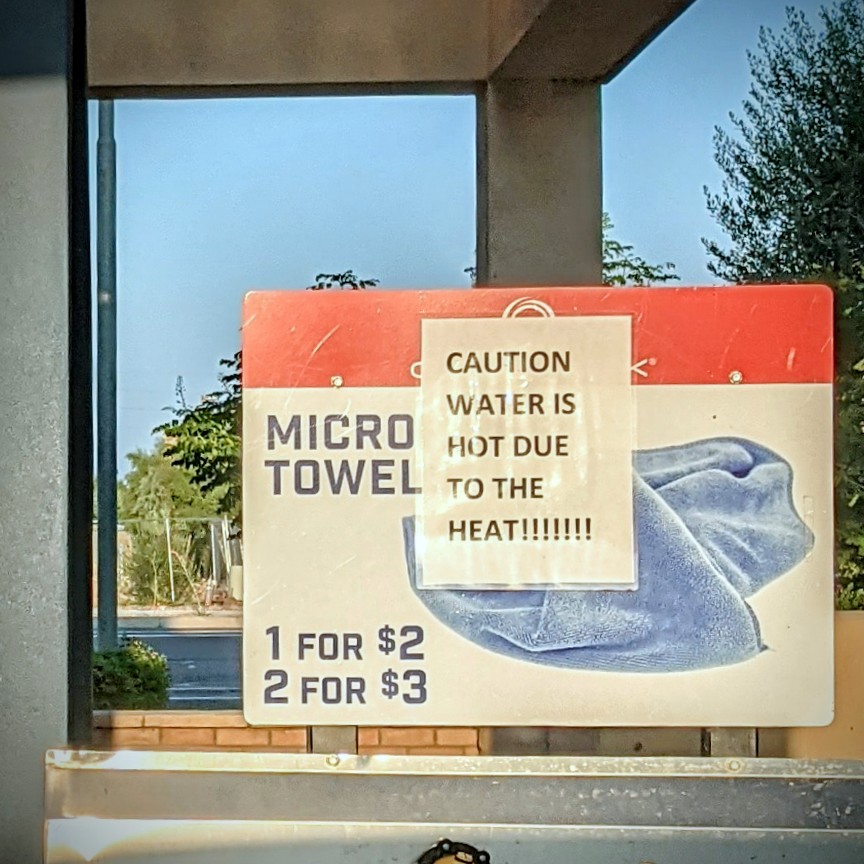 CAUTION
WATER IS
HOT DUE
TO THE
HEAT!!!!!!!
MICRO
TOWEL
1 FOR $2
2 FOR $3